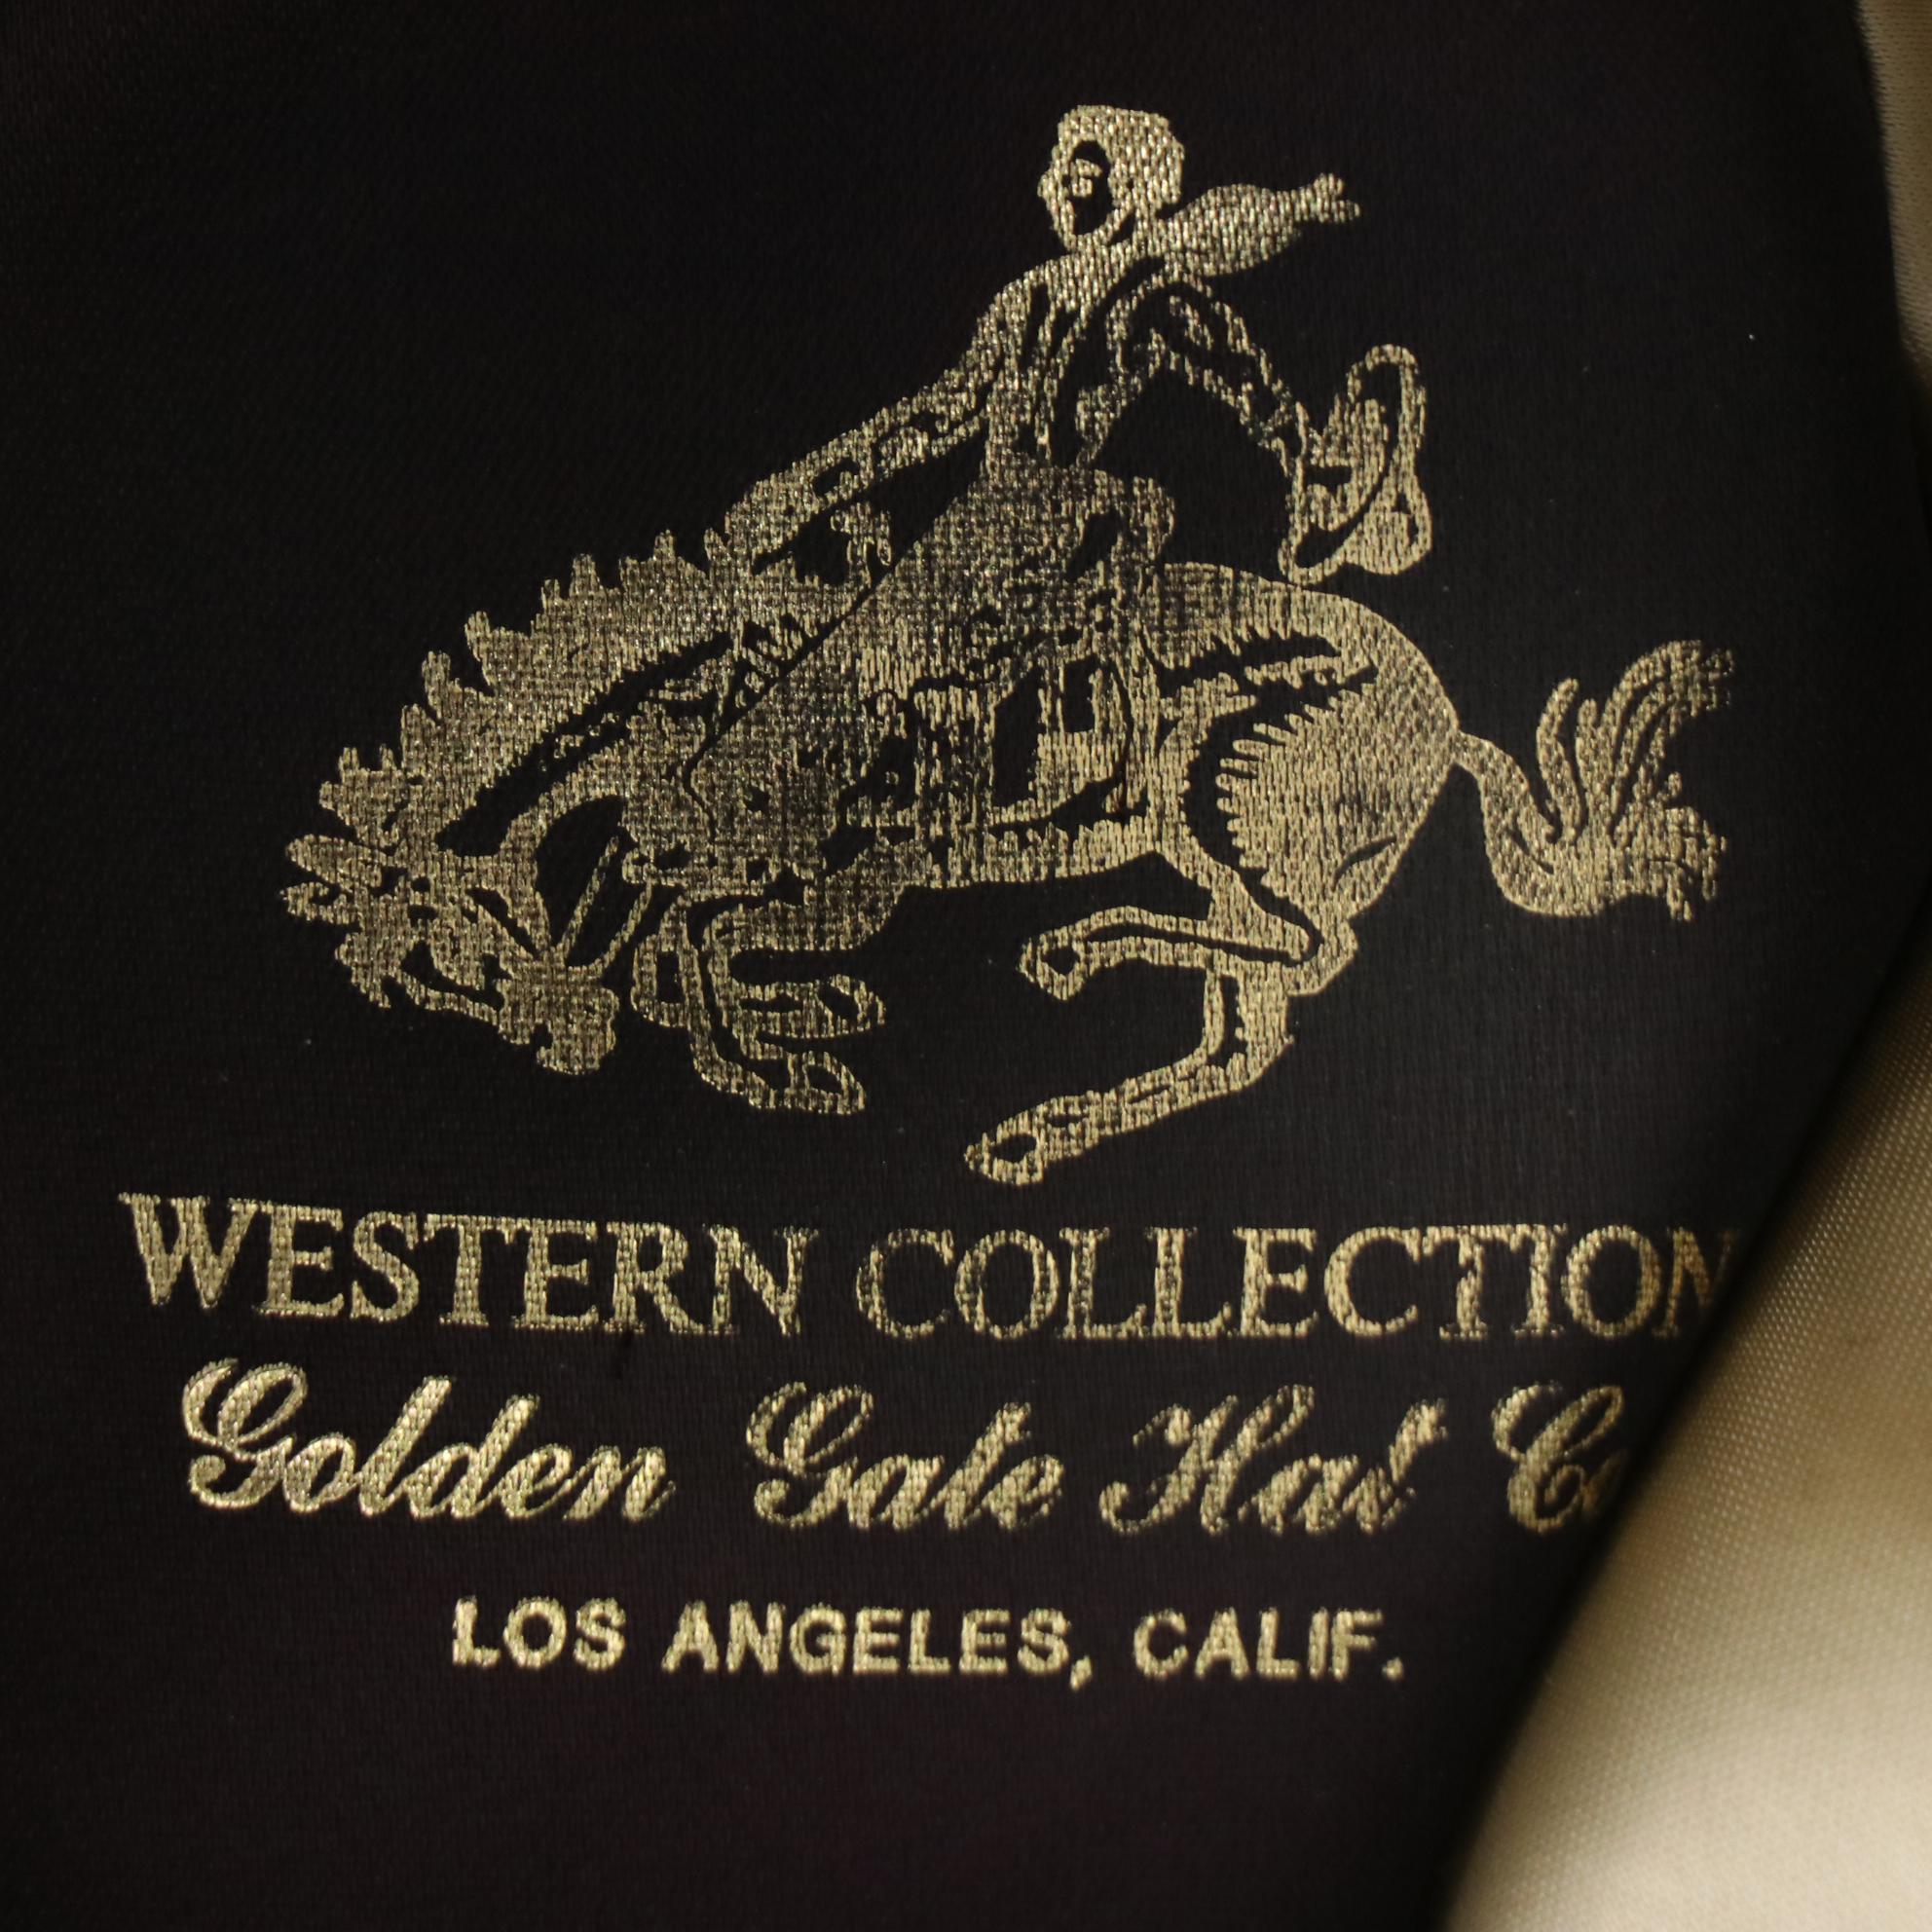 WESTERN COLLECTION
Golden Gate Hat Co
LOS ANGELES, CALIF.